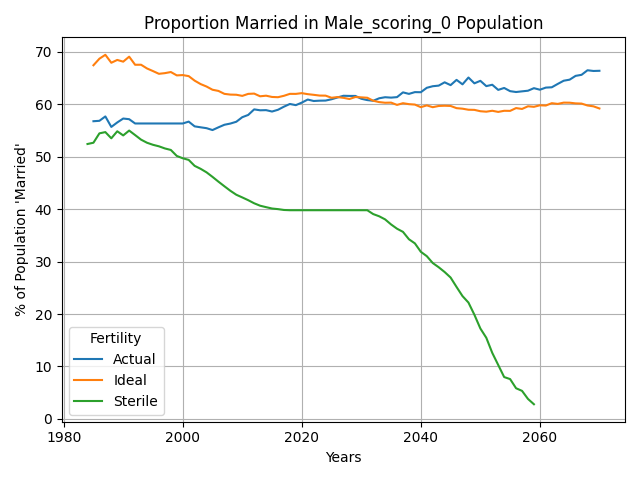 Proportion Married in Male_scoring_0 Population
% of Population 'Married'
70
60
50
40
30
20
10
0
Fertility
Actual
Ideal
Sterile
1980
2000
2020
2040
2060
Years